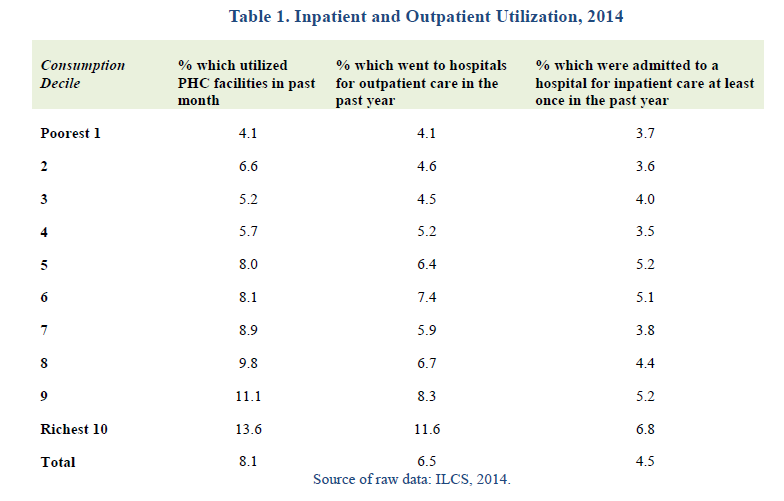 Table 1. Inpatient and Outpatient Utilization, 2014
Consumption Decile % which utilized PHC facilities in past month % which went to hospitals for outpatient care in the past year % which were admitted to a hospital for inpatient care at least once in the past year
Poorest 1 4.1 4.1 3.7
2 6.6 4.6 3.6
3 5.2 4.5 4.0
4 5.7 5.2 3.5
5 8.0 6.4 5.2
6 8.1 7.4 5.1
7 8.9 5.9 3.8
8 9.8 6.7 4.4
9 11.1 8.3 5.2
Richest 10 13.6 11.6 6.8
Total 8.1 6.5 4.5
Source of raw data: ILCS, 2014.